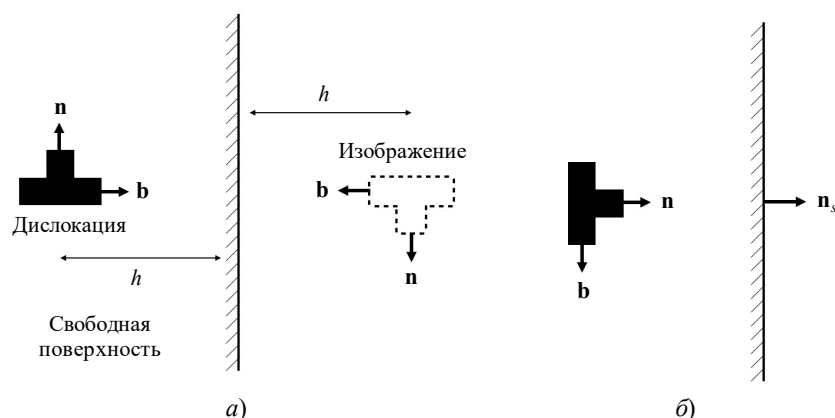 h
n
Изображение
b
b
n
Дислокация
n_s
h
n
b
Свободная
поверхность
а)
б)